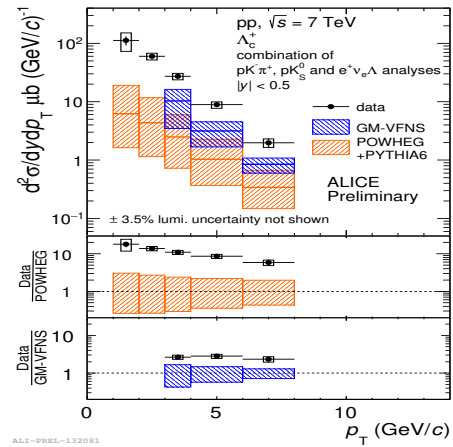 pp, √s = 7 TeV
Λc+
combination of
pK-π+, pKS0 and e+νeΛ analyses
|y| < 0.5
data
GM-VFNS
POWHEG
+PYTHIA6
ALICE
Preliminary
± 3.5% lumi. uncertainty not shown
d²σ/dydpT μb (GeV/c)-1
10²
10
1
10-1
Data
POWHEG
10
1
Data
GM-VFNS
10
1
0 5 10
pT (GeV/c)
ALI-PREL-132081